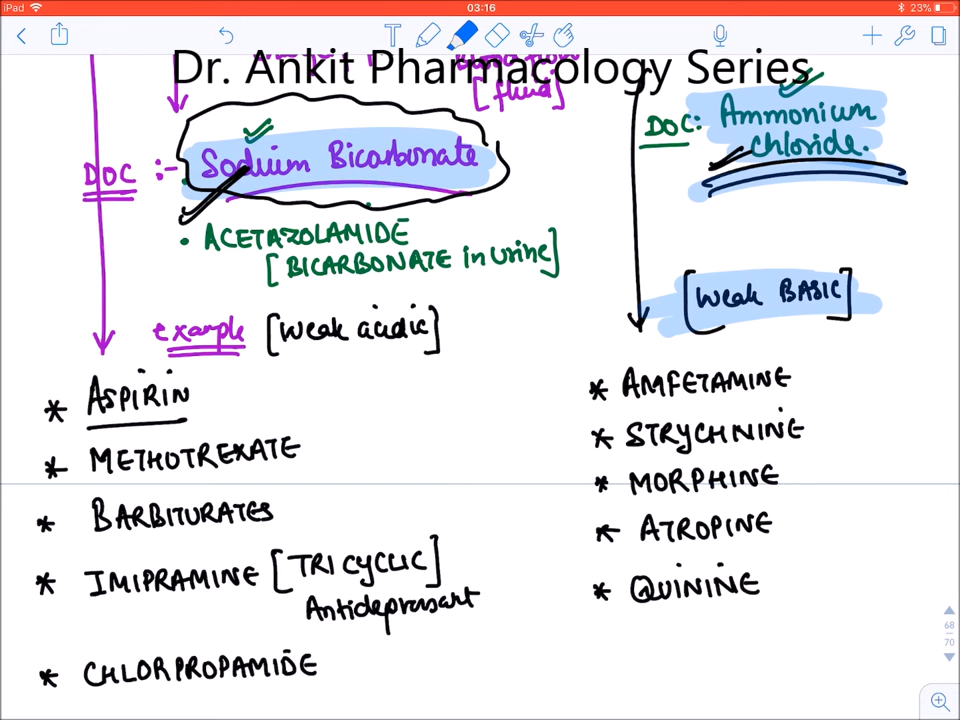 iPad
03:16
23%
T
Dr. Ankit Pharmacology Series
[fluid]
DOC :- Sodium Bicarbonate
• ACETAZOLAMIDE
[BICARBONATE in urine]
example [Weak acidic]
* ASPIRIN
* METHOTREXATE
* BARBITURATES
* IMIPRAMINE [TRICYCLIC]
Antideprassart
* CHLORPROPAMIDE
DOC: Ammonium
chloride.
[Weak BASIC]
* AMFETAMINE
* STRYCHNINE
* MORPHINE
* ATROPINE
* QUININE
68
70